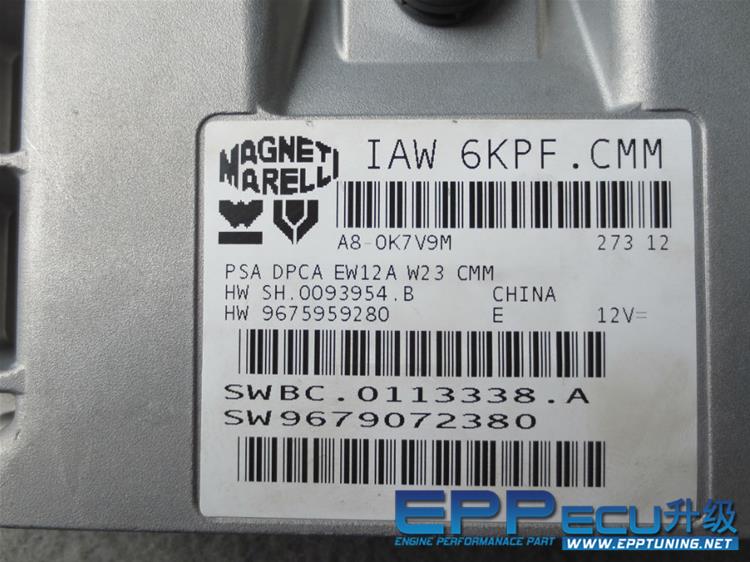 MAGNETI
MARELLI
IAW 6KPF.CMM
A8-0K7V9M 273 12
PSA DPCA EW12A W23 CMM
HW SH.0093954.B CHINA
HW 9675959280 E 12V=
SWBC.0113338.A
SW9679072380
EPPECU升级
ENGINE PERFORMANACE PART WWW.EPPTUNING.NET